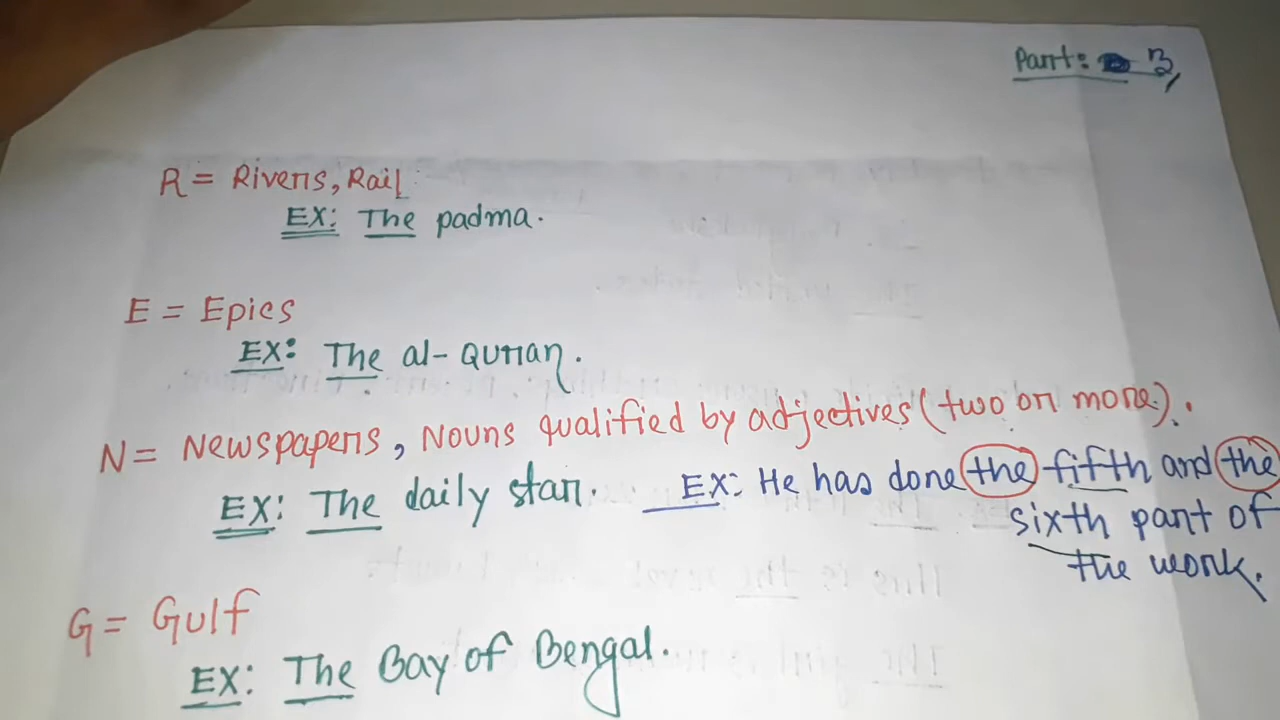 Part: 3,
R = Rivers, Rail
EX: The padma.
E = Epics
EX: The al-Quran.
N = Newspapers, Nouns qualified by adjectives (two or more).
EX: The daily star. EX: He has done the fifth and the
sixth part of
the work.
G = Gulf
EX: The Bay of Bengal.